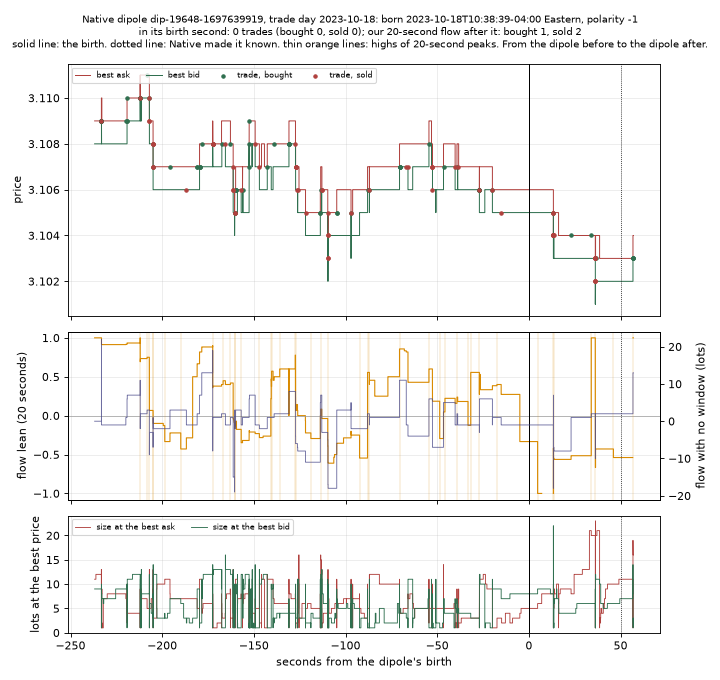 Native dipole dip-19648-1697639919, trade day 2023-10-18: born 2023-10-18T10:38:39-04:00 Eastern, polarity -1
in its birth second: 0 trades (bought 0, sold 0); our 20-second flow after it: bought 1, sold 2
solid line: the birth. dotted line: Native made it known. thin orange lines: highs of 20-second peaks. From the dipole before to the dipole after.
best ask best bid trade, bought trade, sold
3.110
3.108
3.106
3.104
3.102
price
1.0
0.5
0.0
−0.5
−1.0
flow lean (20 seconds)
20
10
0
−10
−20
flow with no window (lots)
size at the best ask size at the best bid
20
15
10
5
0
lots at the best price
−250 −200 −150 −100 −50 0 50
seconds from the dipole's birth